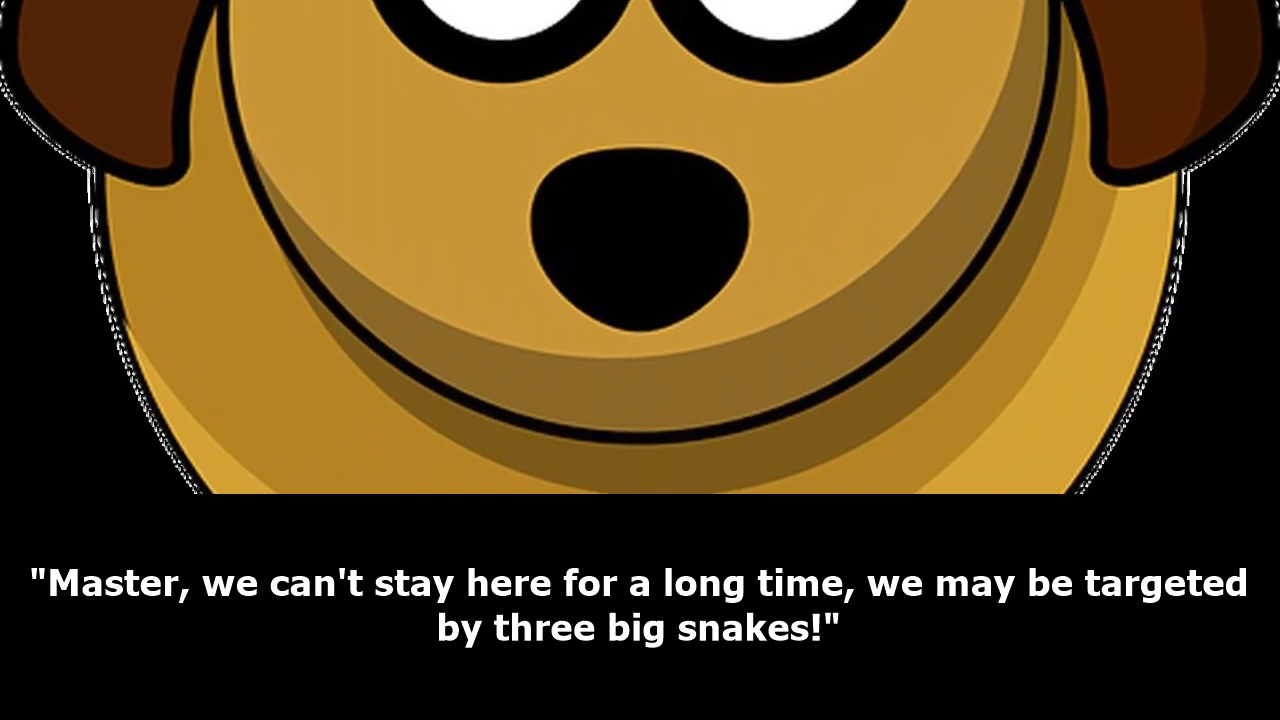 "Master, we can't stay here for a long time, we may be targeted
by three big snakes!"